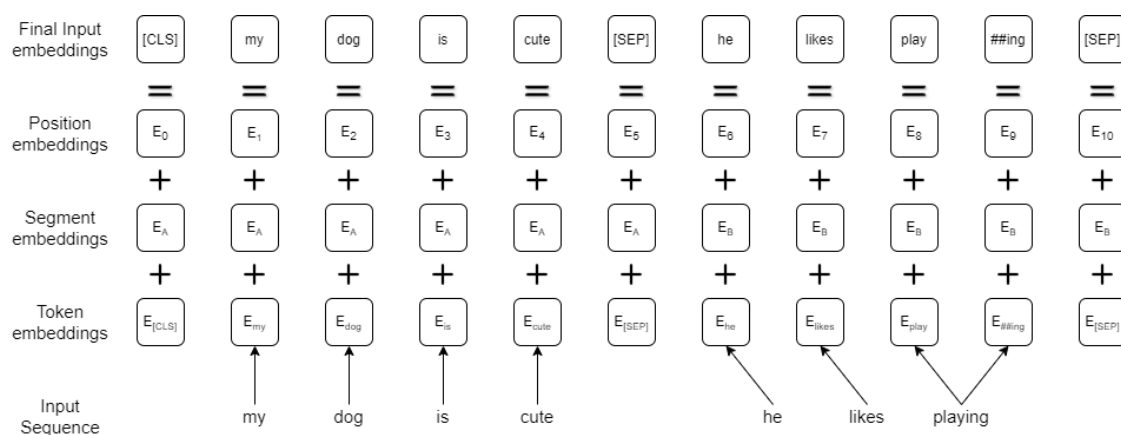 Final Input embeddings [CLS] my dog is cute [SEP] he likes play ##ing [SEP]
= = = = = = = = = = =
Position embeddings E0 E1 E2 E3 E4 E5 E6 E7 E8 E9 E10
+ + + + + + + + + + +
Segment embeddings EA EA EA EA EA EA EB EB EB EB EB
+ + + + + + + + + + +
Token embeddings E[CLS] Emy Edog Eis Ecute E[SEP] Ehe Elikes Eplay E##ing E[SEP]
Input Sequence my dog is cute he likes playing